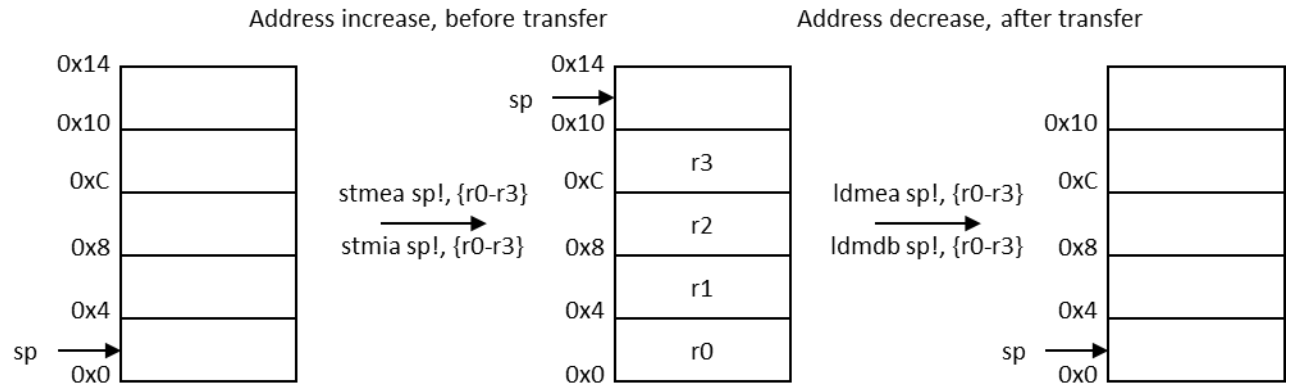 Address increase, before transfer
Address decrease, after transfer
0x14
0x10
0xC
0x8
0x4
0x0
sp
stmea sp!, {r0-r3}
stmia sp!, {r0-r3}
0x14
0x10
0xC
0x8
0x4
0x0
sp
r3
r2
r1
r0
ldmea sp!, {r0-r3}
ldmdb sp!, {r0-r3}
0x10
0xC
0x8
0x4
0x0
sp